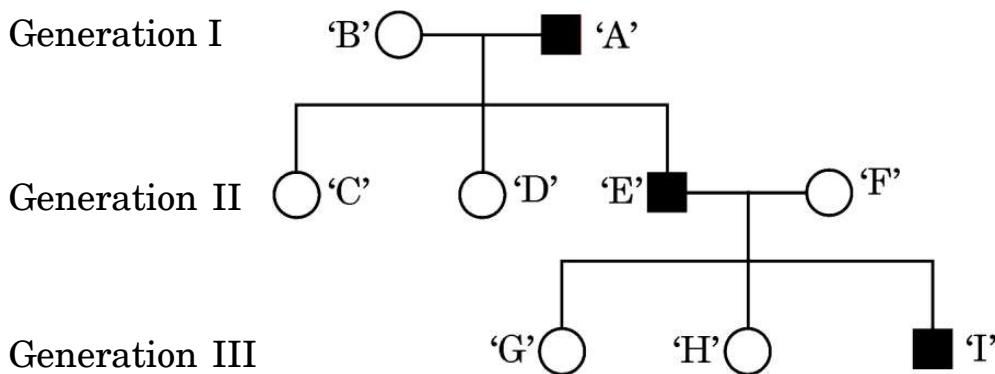 Generation I ‘B’ ‘A’
Generation II ‘C’ ‘D’ ‘E’ ‘F’
Generation III ‘G’ ‘H’ ‘I’